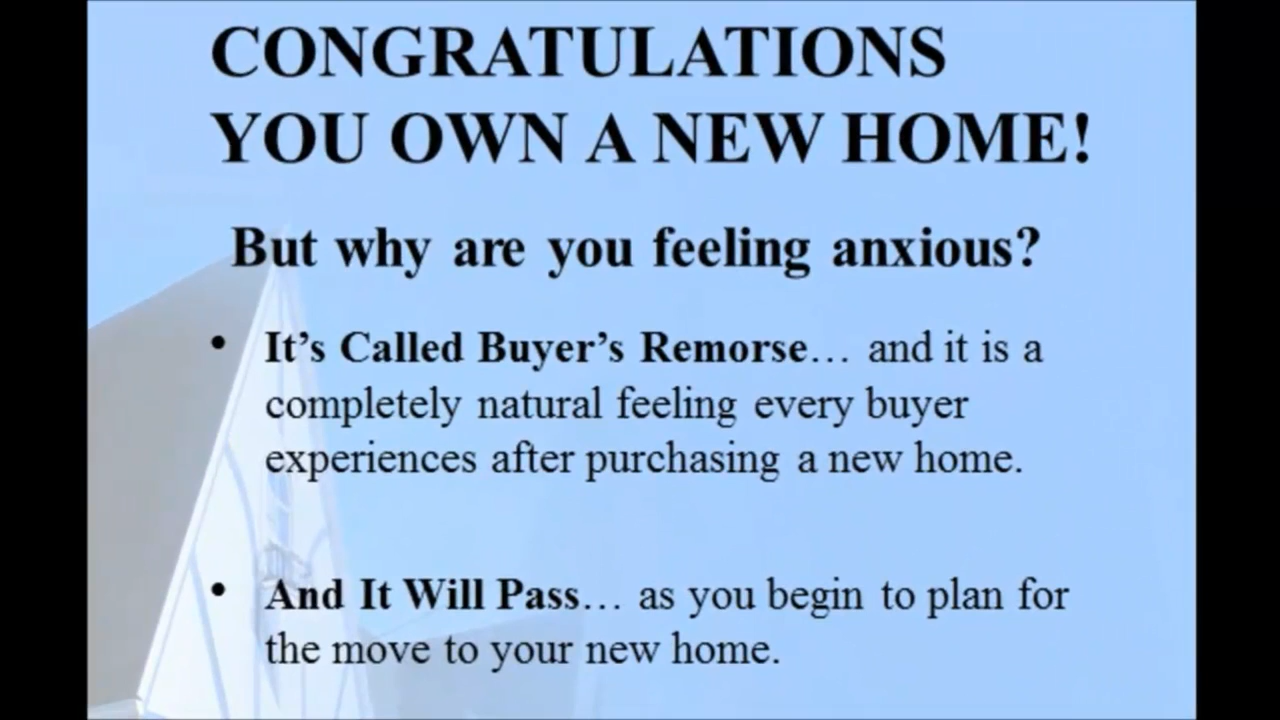 CONGRATULATIONS
YOU OWN A NEW HOME!
But why are you feeling anxious?
• It’s Called Buyer’s Remorse… and it is a
completely natural feeling every buyer
experiences after purchasing a new home.
• And It Will Pass… as you begin to plan for
the move to your new home.